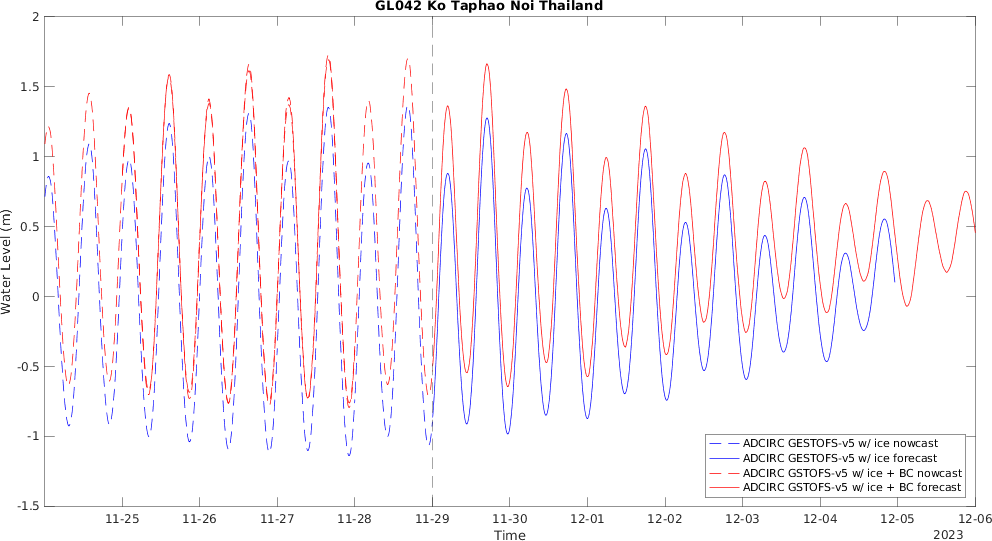 GL042 Ko Taphao Noi Thailand
2
1.5
1
0.5
0
-0.5
-1
-1.5
Water Level (m)
11-25 11-26 11-27 11-28 11-29 11-30 12-01 12-02 12-03 12-04 12-05 12-06
Time
2023
ADCIRC GESTOFS-v5 w/ ice nowcast
ADCIRC GESTOFS-v5 w/ ice forecast
ADCIRC GSTOFS-v5 w/ ice + BC nowcast
ADCIRC GSTOFS-v5 w/ ice + BC forecast